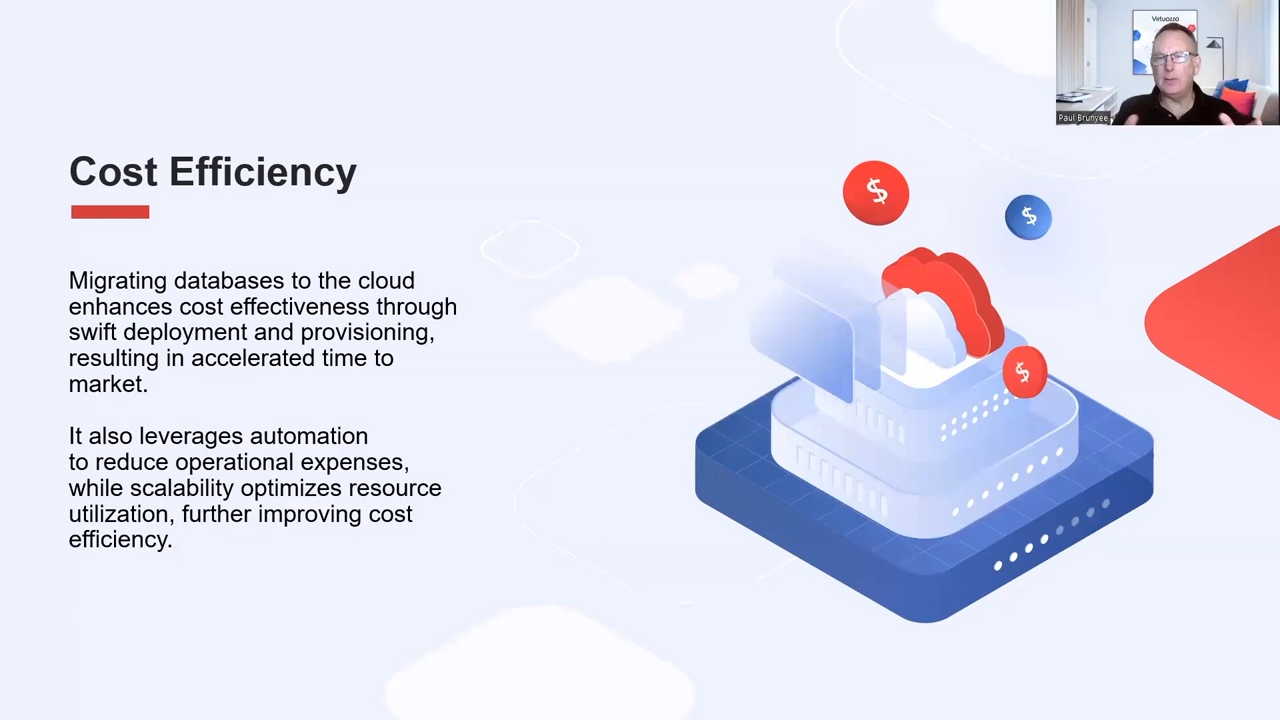 Virtuozzo
Paul Brunyee
Cost Efficiency
Migrating databases to the cloud
enhances cost effectiveness through
swift deployment and provisioning,
resulting in accelerated time to
market.
It also leverages automation
to reduce operational expenses,
while scalability optimizes resource
utilization, further improving cost
efficiency.
$
$
$